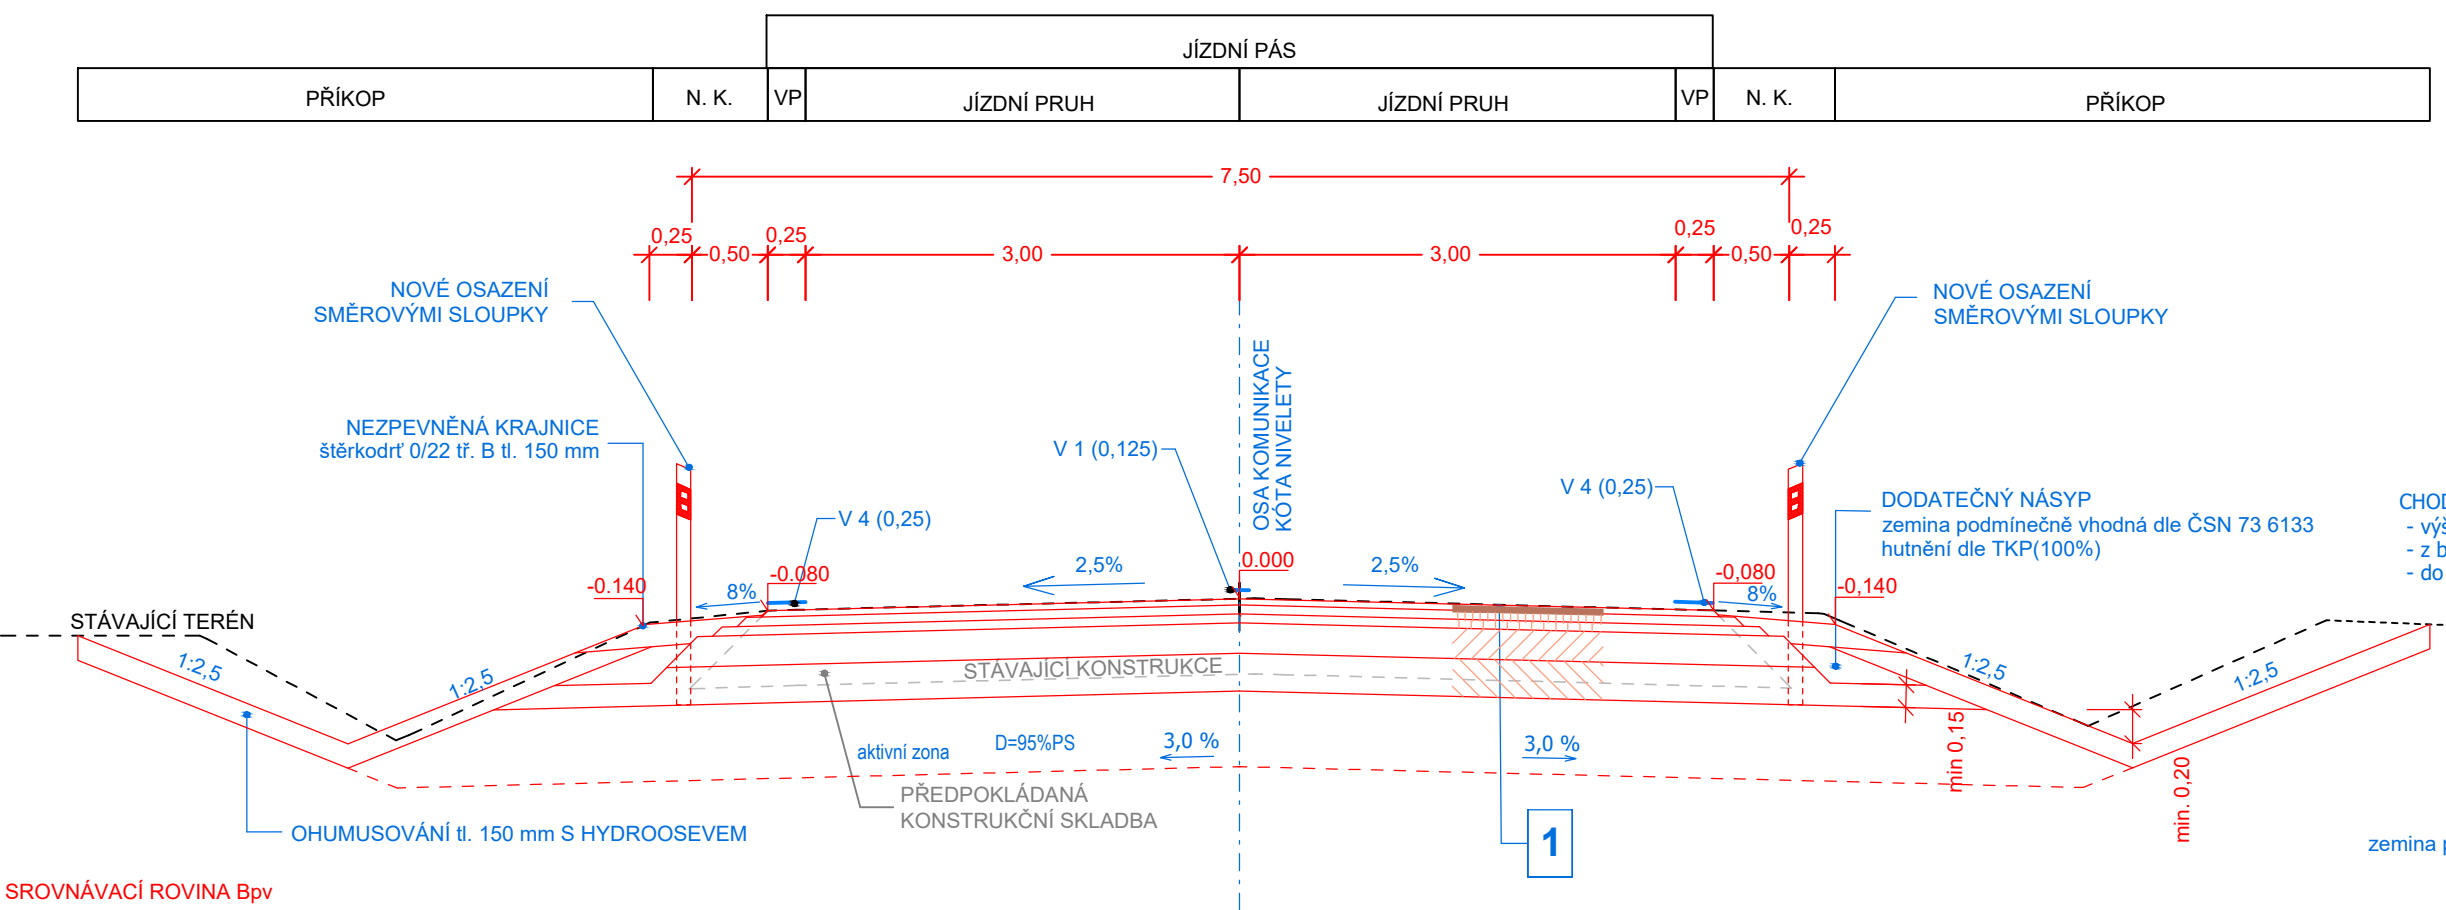 JÍZDNÍ PÁS
PŘÍKOP
N. K.
VP
JÍZDNÍ PRUH
JÍZDNÍ PRUH
VP
N. K.
PŘÍKOP
7,50
0,25
0,50
0,25
3,00
3,00
0,25
0,50
0,25
NOVÉ OSAZENÍ
SMĚROVÝMI SLOUPKY
NOVÉ OSAZENÍ
SMĚROVÝMI SLOUPKY
OSA KOMUNIKACE
KÓTA NIVELETY
NEZPEVNĚNÁ KRAJNICE
štěrkodrť 0/22 tř. B tl. 150 mm
V 1 (0,125)
V 4 (0,25)
V 4 (0,25)
DODATEČNÝ NÁSYP
zemina podmínečně vhodná dle ČSN 73 6133
hutnění dle TKP(100%)
CHOD
- výš
- z b
- do
-0.140
8%
-0.080
2,5%
0.000
2,5%
-0,080
8%
-0,140
STÁVAJÍCÍ TERÉN
1:2,5
1:2,5
STÁVAJÍCÍ KONSTRUKCE
1:2,5
1:2,5
aktivní zona
D=95%PS
3,0 %
3,0 %
min 0,15
min. 0,20
PŘEDPOKLÁDANÁ
KONSTRUKČNÍ SKLADBA
1
OHUMUSOVÁNÍ tl. 150 mm S HYDROOSEVEM
zemina p
SROVNÁVACÍ ROVINA Bpv